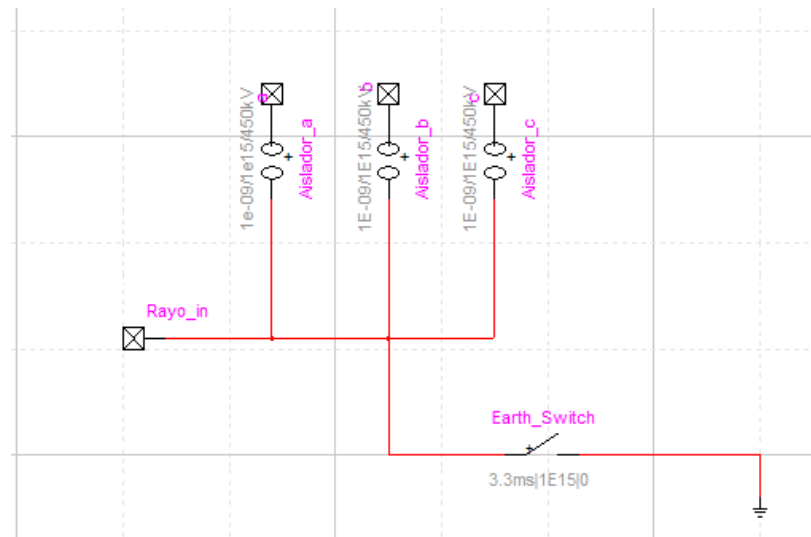 a
1e-09/1e15/450kV
+
Aislador_a
b
1E-09/1E15/450kV
+
Aislador_b
c
1E-09/1E15/450kV
+
Aislador_c
Rayo_in
Earth_Switch
+
3.3ms|1E15|0